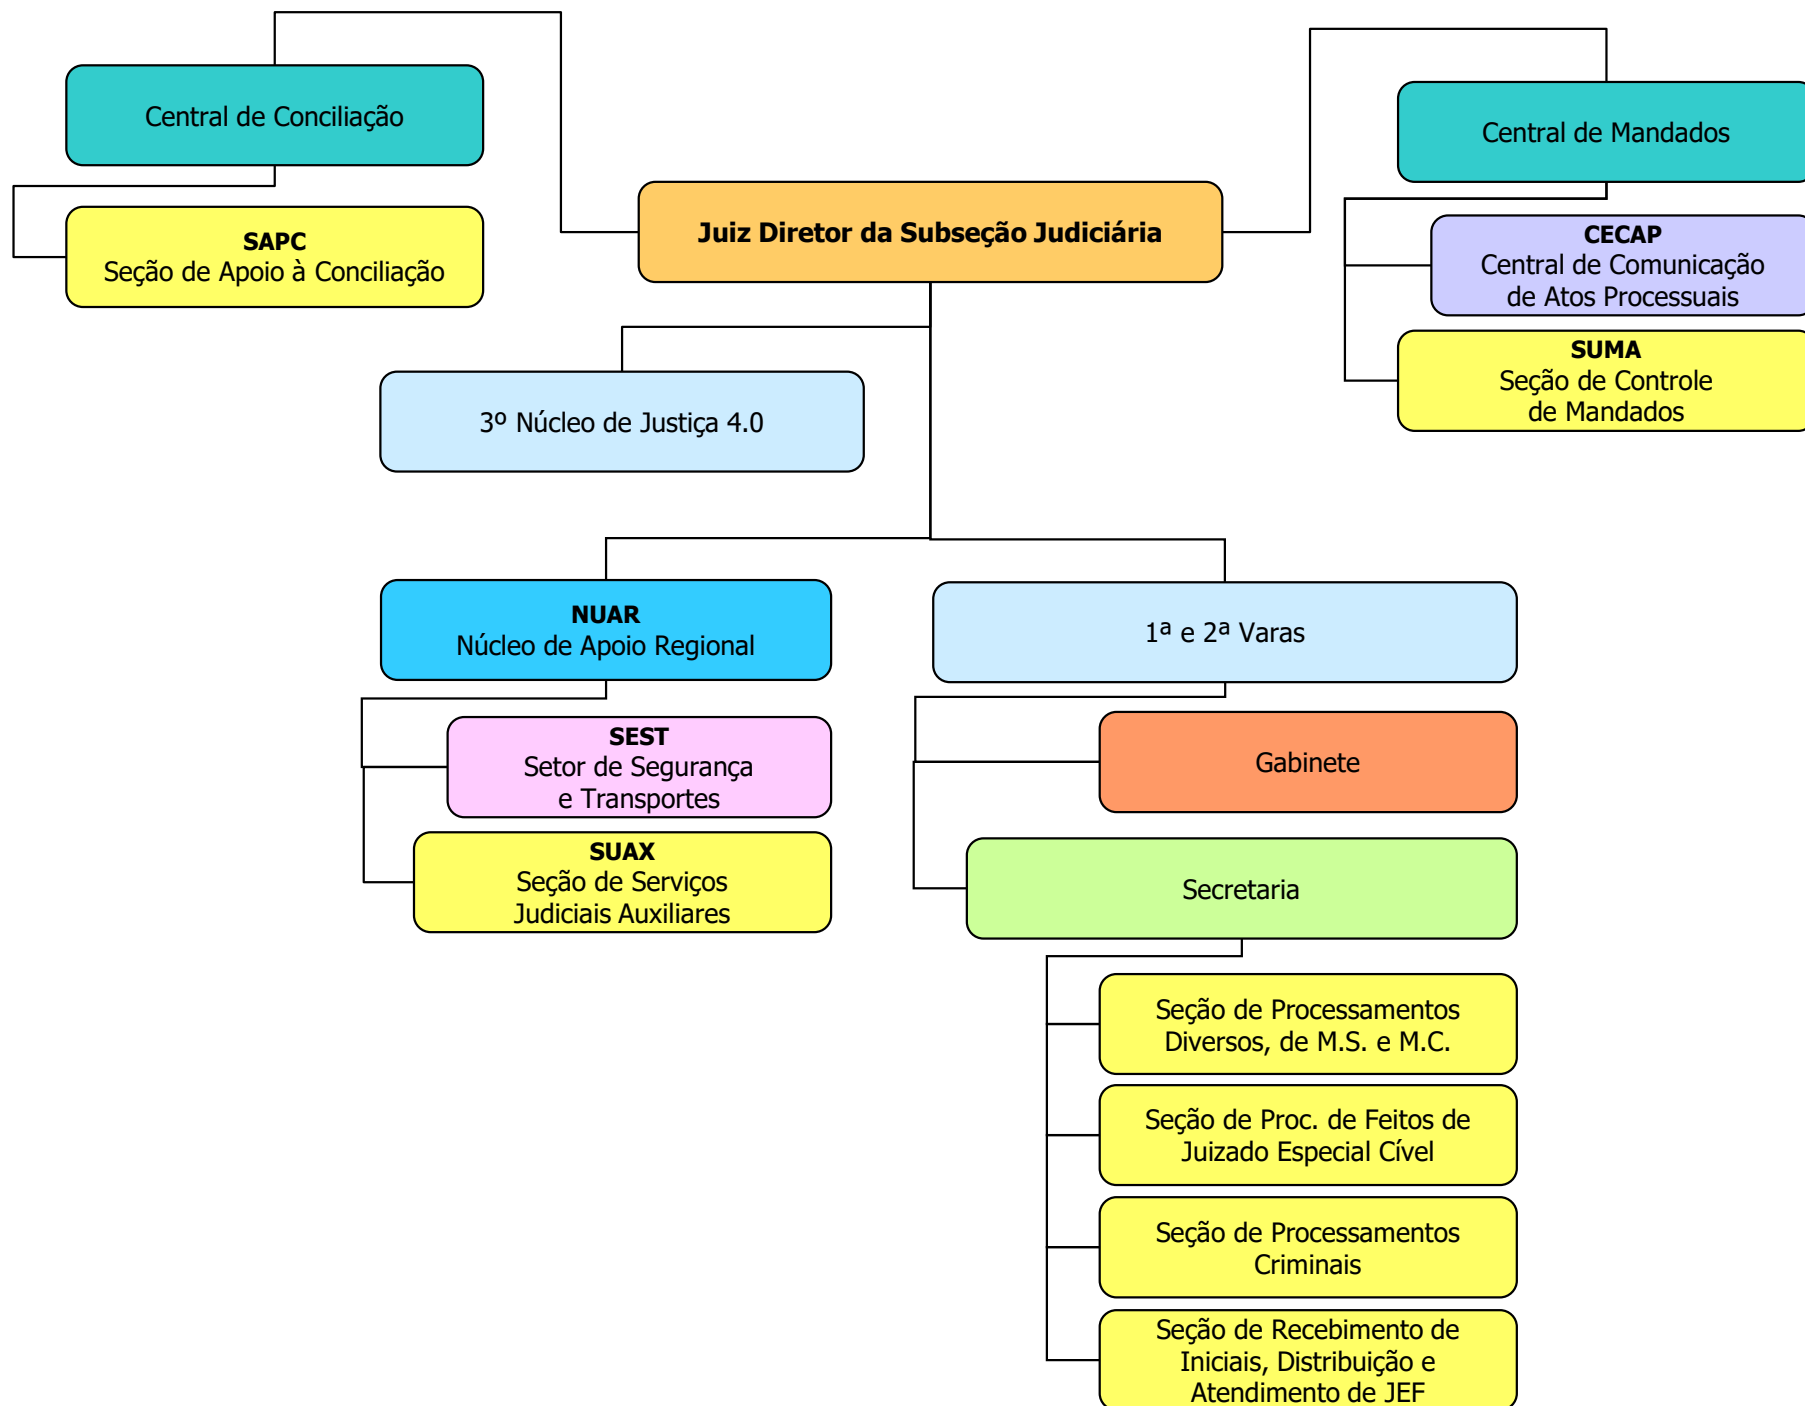 Central de Conciliação
SAPC
Seção de Apoio à Conciliação
Juiz Diretor da Subseção Judiciária
Central de Mandados
CECAP
Central de Comunicação
de Atos Processuais
SUMA
Seção de Controle
de Mandados
3º Núcleo de Justiça 4.0
NUAR
Núcleo de Apoio Regional
SEST
Setor de Segurança
e Transportes
SUAX
Seção de Serviços
Judiciais Auxiliares
1ª e 2ª Varas
Gabinete
Secretaria
Seção de Processamentos
Diversos, de M.S. e M.C.
Seção de Proc. de Feitos de
Juizado Especial Cível
Seção de Processamentos
Criminais
Seção de Recebimento de
Iniciais, Distribuição e
Atendimento de JEF